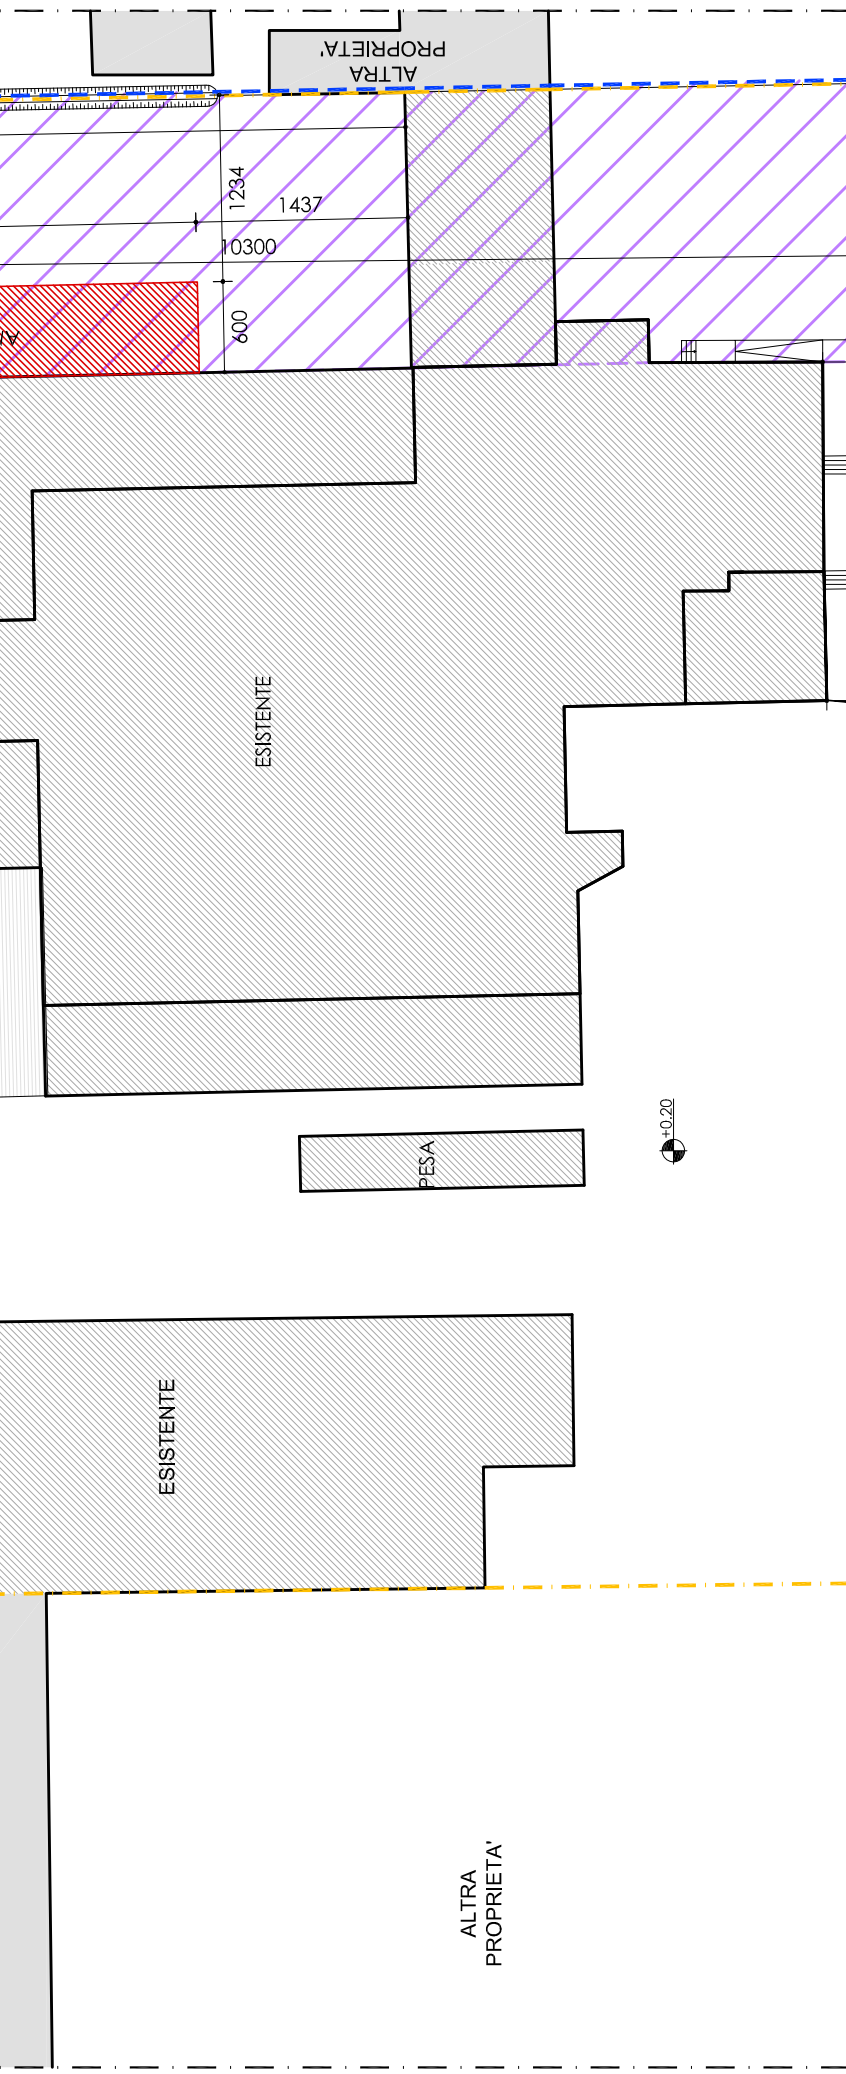 ALTRA
PROPRIETA'
1234
1437
10300
600
ESISTENTE
+0.20
PESA
ESISTENTE
ALTRA
PROPRIETA'